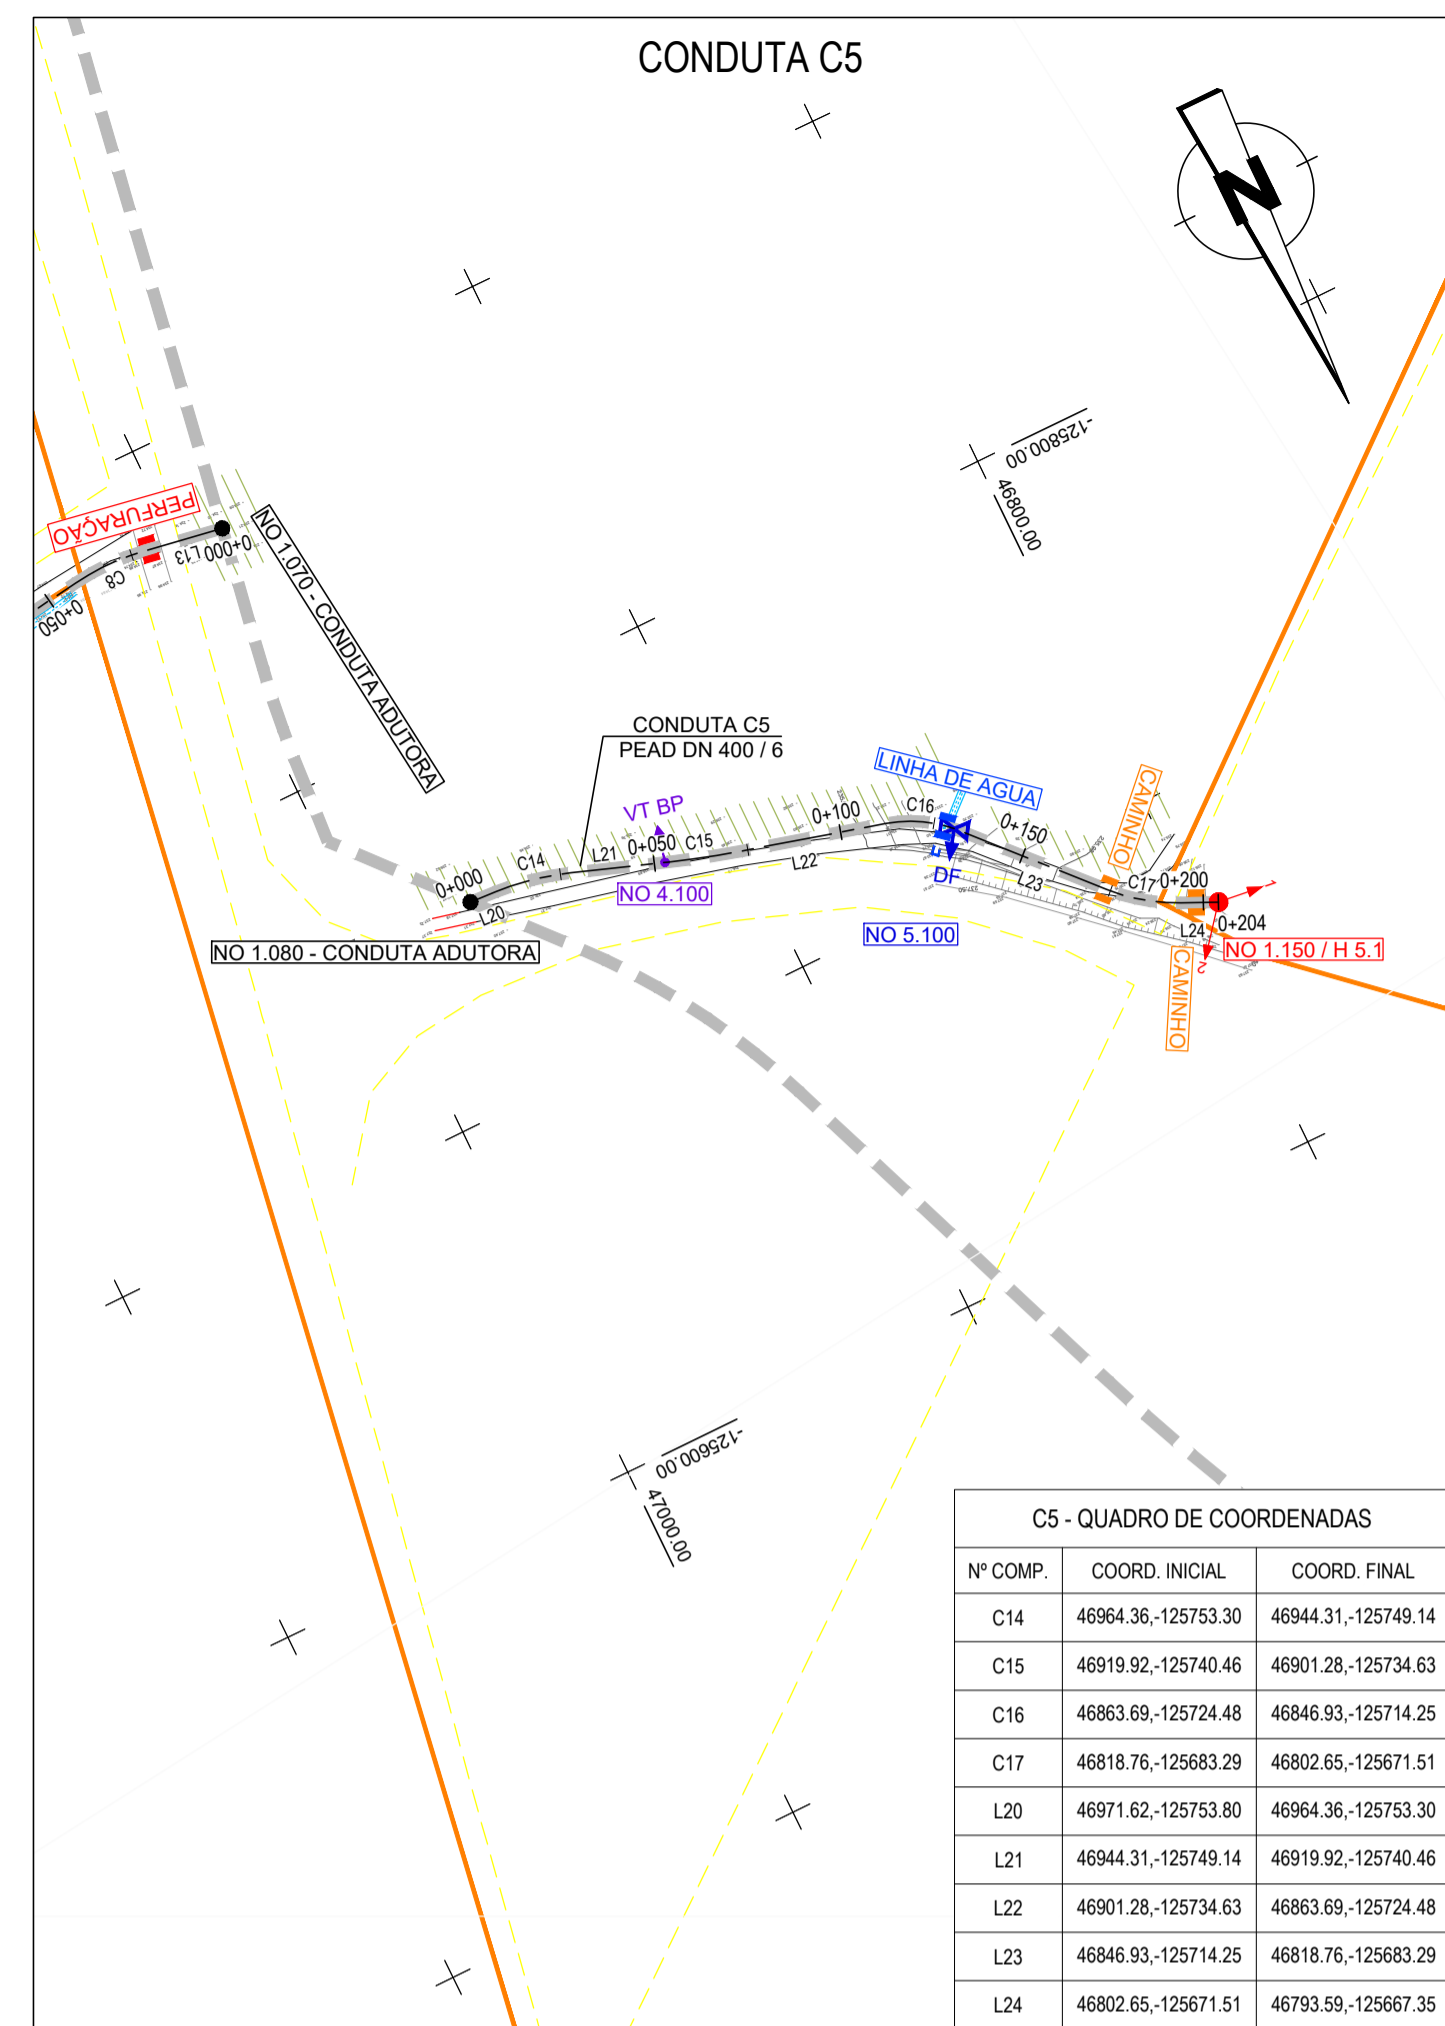 CONDUTA C5
N
-125800.00
46800.00
PERFURAÇÃO
C8
L13
0+000
0+050
NO 1.070 - CONDUTA ADUTORA
CONDUTA C5
PEAD DN 400 / 6
LINHA DE AGUA
CAMINHO
VT BP
C14
L21
0+050
C15
0+100
C16
0+150
0+000
L20
L22
L23
DF
C17
0+200
1
NO 4.100
NO 5.100
L24
0+204
2
NO 1.080 - CONDUTA ADUTORA
NO 1.150 / H 5.1
CAMINHO
-125600.00
47000.00
C5 - QUADRO DE COORDENADAS
Nº COMP. COORD. INICIAL COORD. FINAL
C14 46964.36,-125753.30 46944.31,-125749.14
C15 46919.92,-125740.46 46901.28,-125734.63
C16 46863.69,-125724.48 46846.93,-125714.25
C17 46818.76,-125683.29 46802.65,-125671.51
L20 46971.62,-125753.80 46964.36,-125753.30
L21 46944.31,-125749.14 46919.92,-125740.46
L22 46901.28,-125734.63 46863.69,-125724.48
L23 46846.93,-125714.25 46818.76,-125683.29
L24 46802.65,-125671.51 46793.59,-125667.35